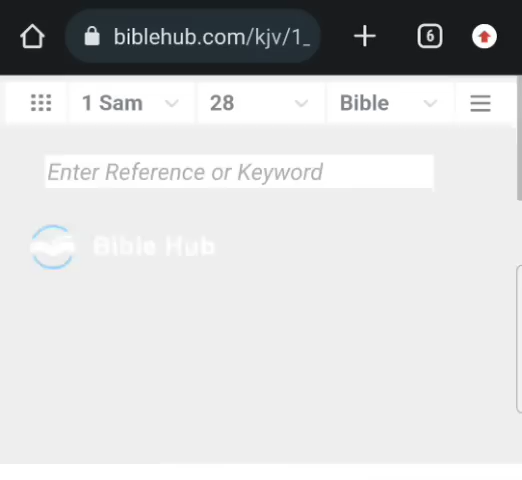 biblehub.com/kjv/1_
6
1 Sam
28
Bible
Enter Reference or Keyword
Bible Hub